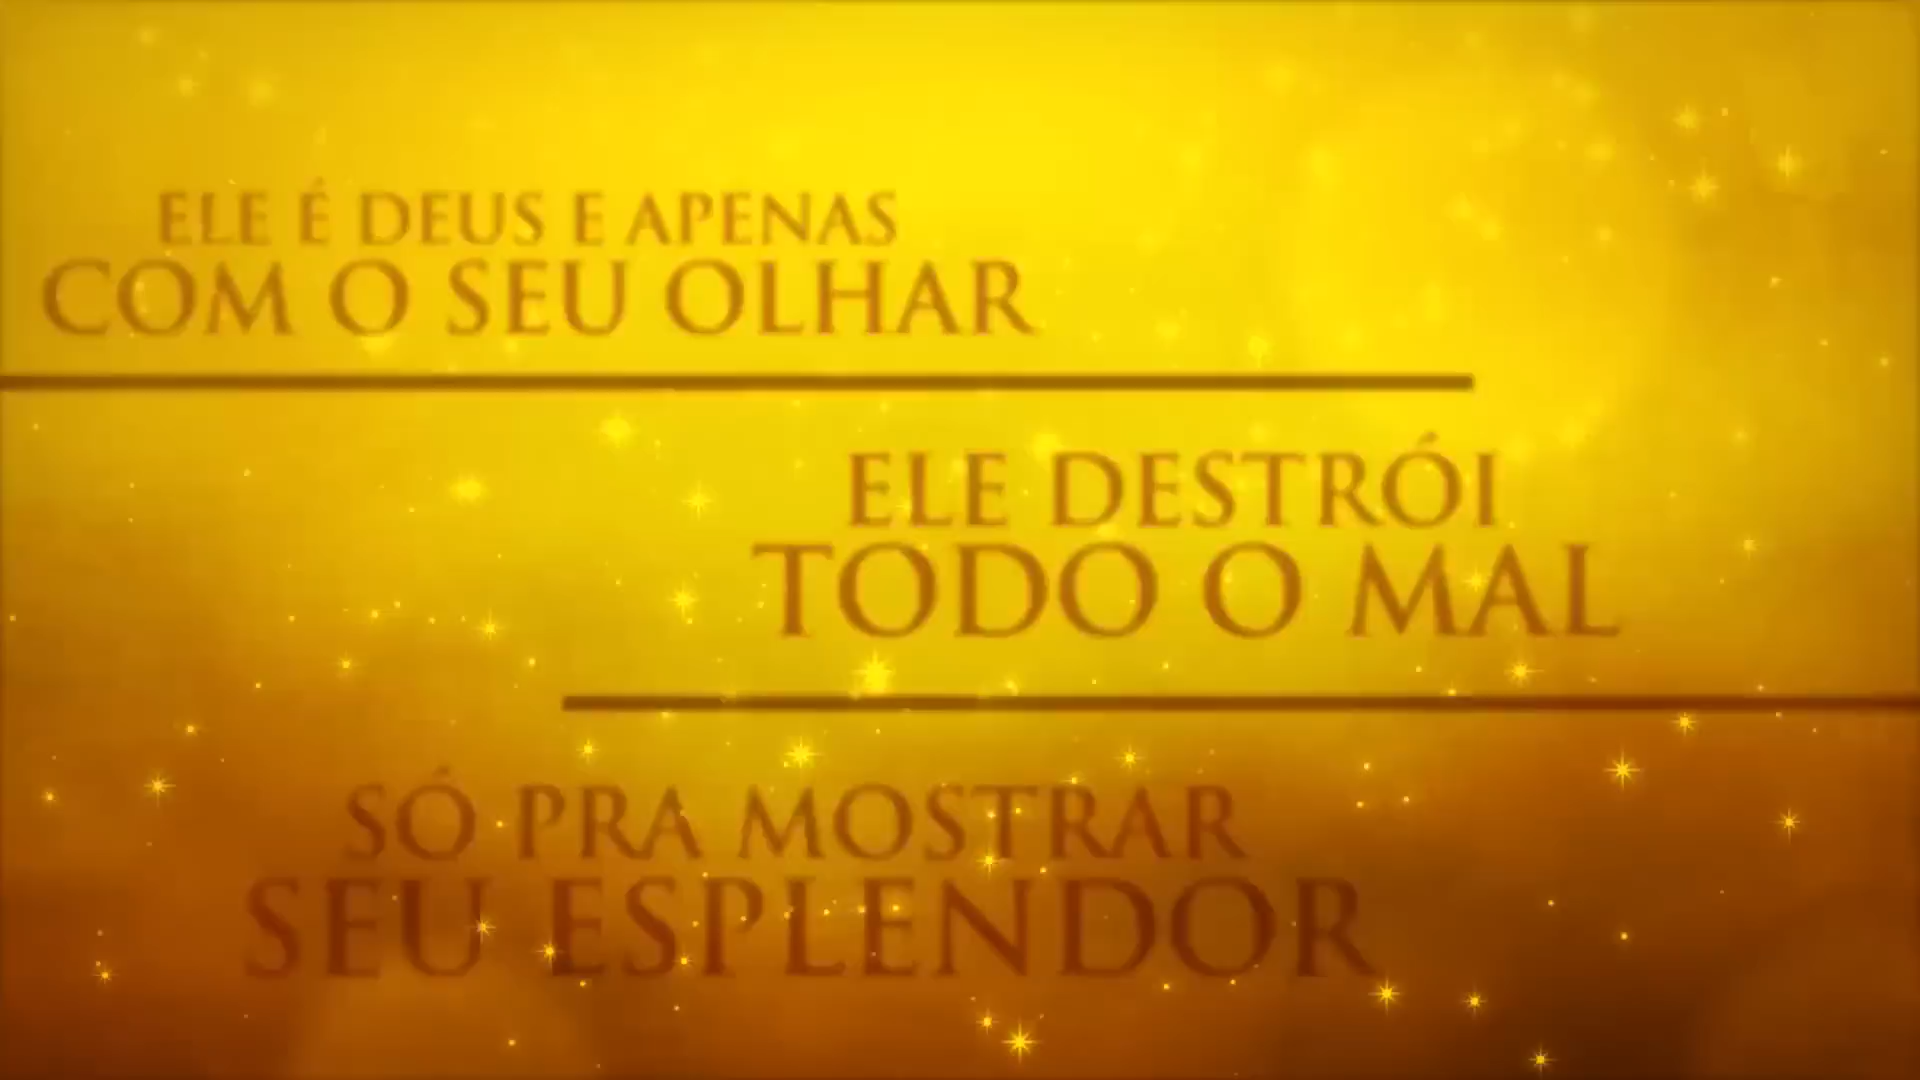 ELE É DEUS E APENAS
COM O SEU OLHAR
ELE DESTRÓI
TODO O MAL
SÓ PRA MOSTRAR
SEU ESPLENDOR